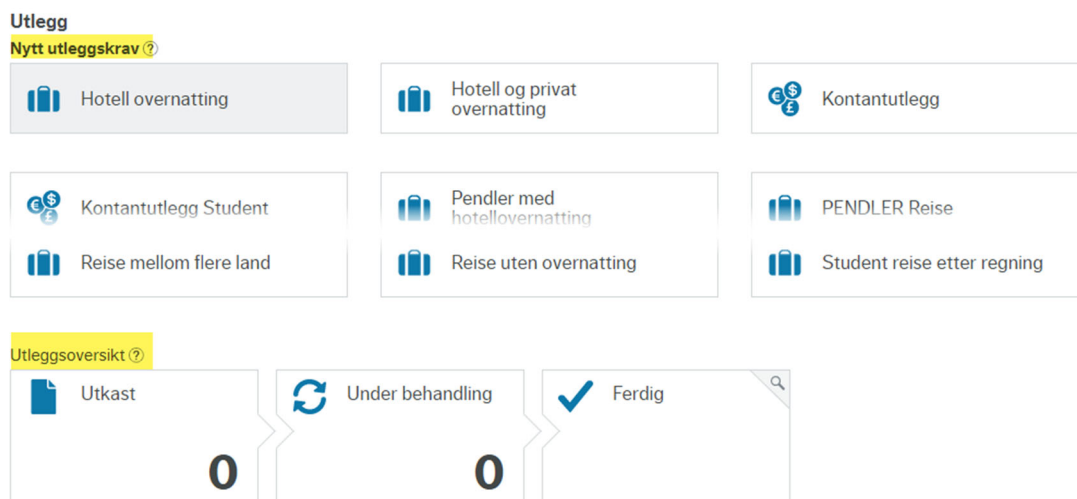 Utlegg
Nytt utleggskrav ?
Hotell overnatting
Hotell og privat
overnatting
Kontantutlegg
Kontantutlegg Student
Pendler med
hotellovernatting
PENDLER Reise
Reise mellom flere land
Reise uten overnatting
Student reise etter regning
Utleggsoversikt ?
Utkast
Under behandling
Ferdig
0
0